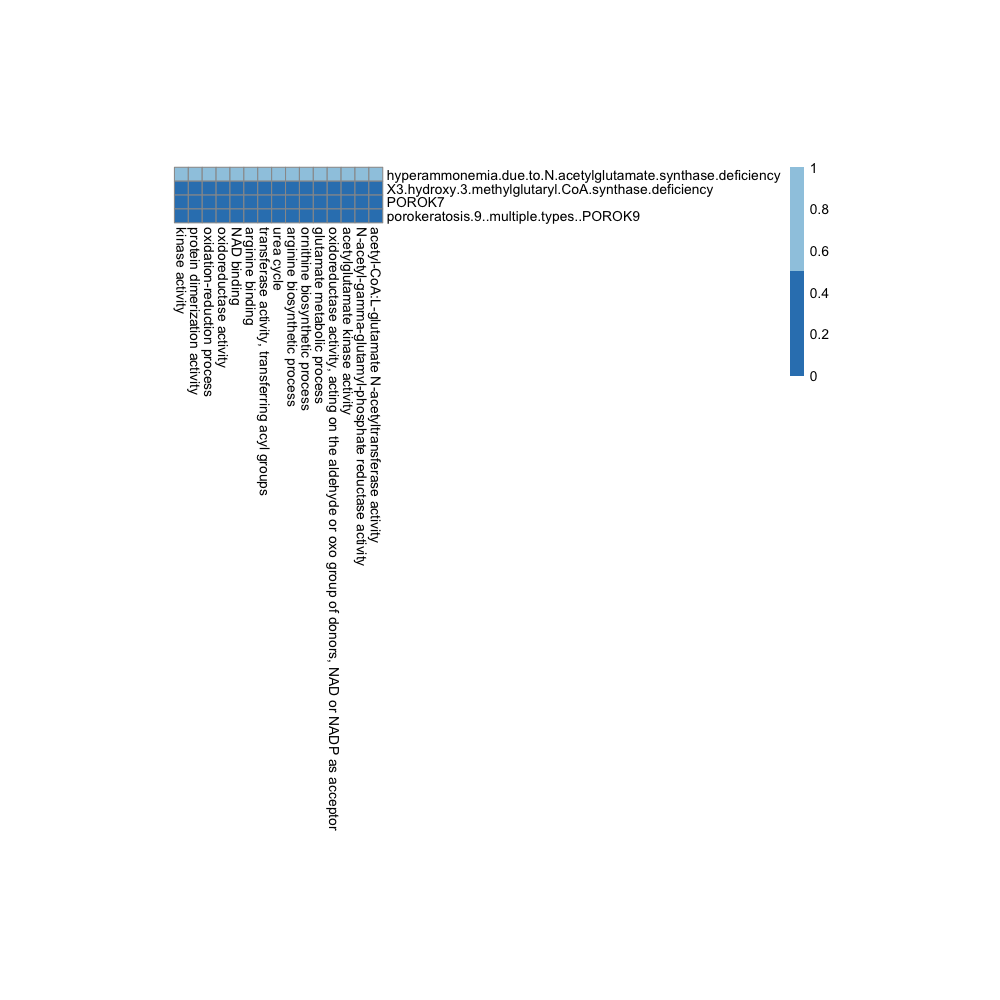 hyperammonemia.due.to.N.acetylglutamate.synthase.deficiency
X3.hydroxy.3.methylglutaryl.CoA.synthase.deficiency
POROK7
porokeratosis.9..multiple.types..POROK9
1
0.8
0.6
0.4
0.2
0
kinase activity
protein dimerization activity
oxidation-reduction process
oxidoreductase activity
NAD binding
arginine binding
transferase activity, transferring acyl groups
urea cycle
arginine biosynthetic process
ornithine biosynthetic process
glutamate metabolic process
oxidoreductase activity, acting on the aldehyde or oxo group of donors, NAD or NADP as acceptor
acetylglutamate kinase activity
N-acetyl-gamma-glutamyl-phosphate reductase activity
acetyl-CoA:L-glutamate N-acetyltransferase activity